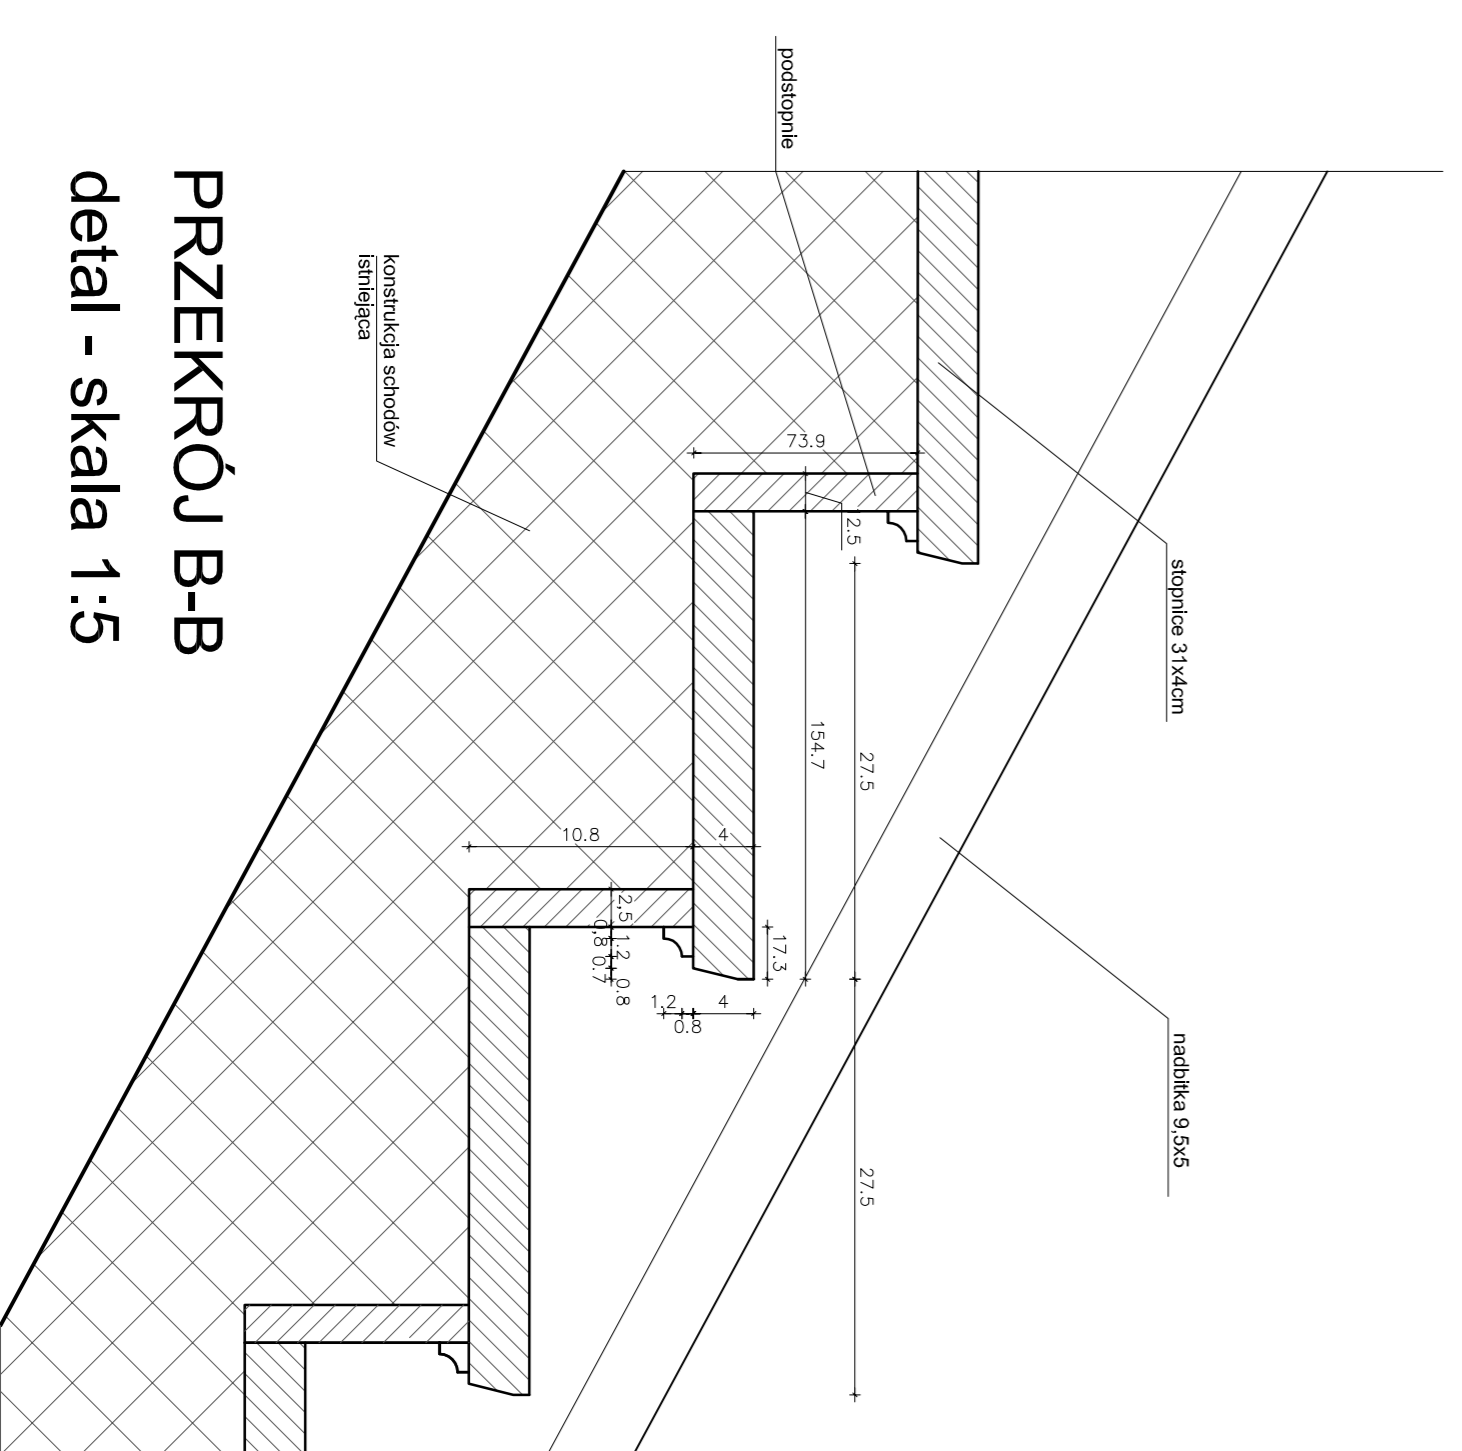 PRZEKRÓJ B-B
detal - skala 1:5
podstopnie
stopnice 31x4cm
nadbitka 9,5x5
konstrukcja schodów
istniejąca
73.9
2.5
154.7
27.5
27.5
10.8
4
2,5
0,8
1.2
0.7
0.8
17.3
1.2
0.8
4